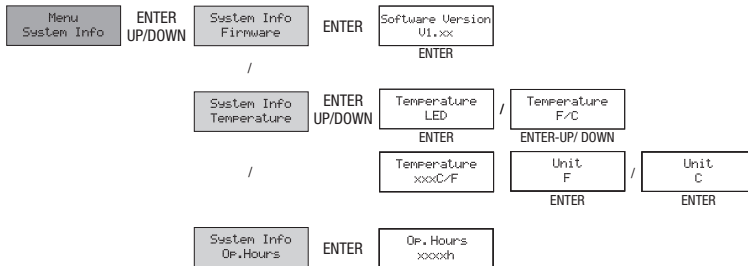 Menu
System Info
ENTER
UP/DOWN
System Info
Firmware
ENTER
Software Version
V1.xx
ENTER
/
System Info
Temperature
ENTER
UP/DOWN
Temperature
LED
ENTER
/
Temperature
F/C
ENTER-UP/ DOWN
/
Temperature
xxxC/F
Unit
F
ENTER
/
Unit
C
ENTER
System Info
Op.Hours
ENTER
Op.Hours
xxxxh